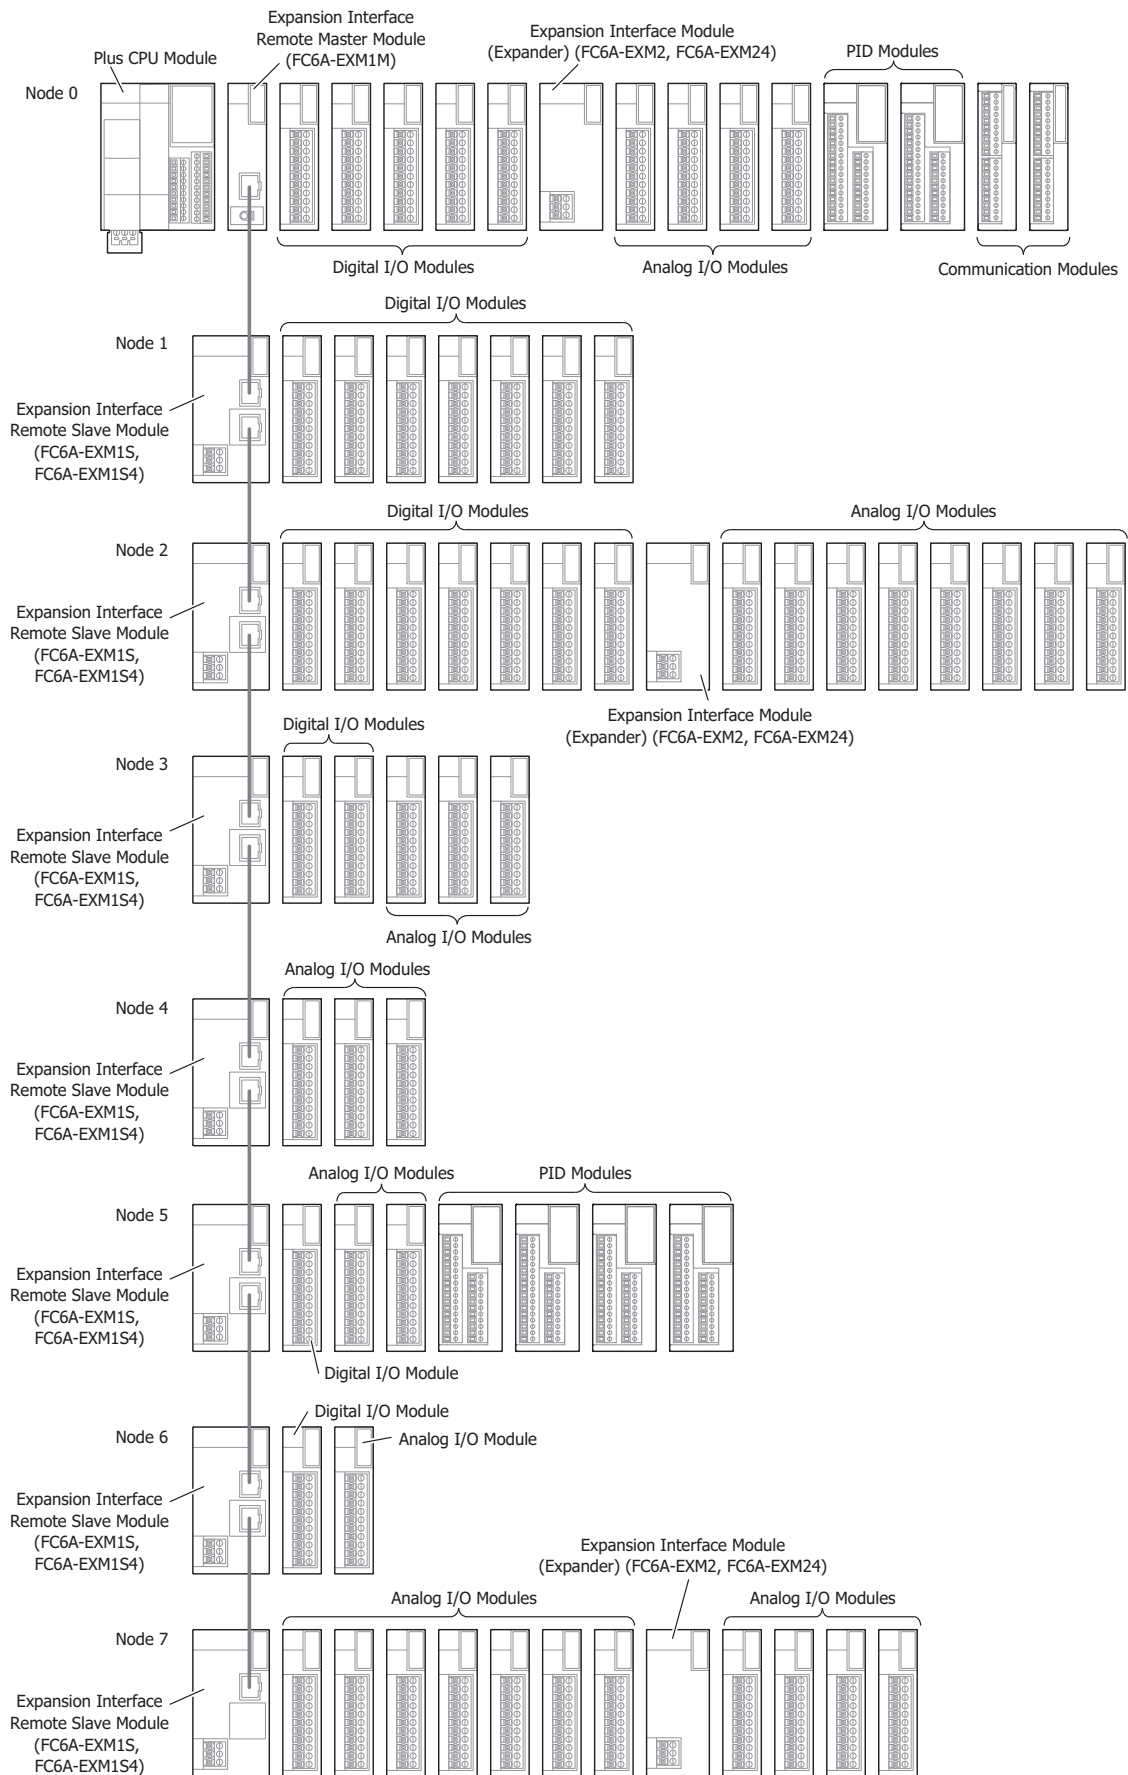 Expansion Interface
Remote Master Module
(FC6A-EXM1M)
Expansion Interface Module
(Expander) (FC6A-EXM2, FC6A-EXM24)
Plus CPU Module
PID Modules
Node 0
Digital I/O Modules
Analog I/O Modules
Communication Modules
Digital I/O Modules
Node 1
Expansion Interface
Remote Slave Module
(FC6A-EXM1S,
FC6A-EXM1S4)
Digital I/O Modules
Analog I/O Modules
Node 2
Expansion Interface
Remote Slave Module
(FC6A-EXM1S,
FC6A-EXM1S4)
Expansion Interface Module
(Expander) (FC6A-EXM2, FC6A-EXM24)
Digital I/O Modules
Node 3
Expansion Interface
Remote Slave Module
(FC6A-EXM1S,
FC6A-EXM1S4)
Analog I/O Modules
Analog I/O Modules
Node 4
Expansion Interface
Remote Slave Module
(FC6A-EXM1S,
FC6A-EXM1S4)
Analog I/O Modules
PID Modules
Node 5
Expansion Interface
Remote Slave Module
(FC6A-EXM1S,
FC6A-EXM1S4)
Digital I/O Module
Digital I/O Module
Analog I/O Module
Node 6
Expansion Interface
Remote Slave Module
(FC6A-EXM1S,
FC6A-EXM1S4)
Expansion Interface Module
(Expander) (FC6A-EXM2, FC6A-EXM24)
Analog I/O Modules
Analog I/O Modules
Node 7
Expansion Interface
Remote Slave Module
(FC6A-EXM1S,
FC6A-EXM1S4)